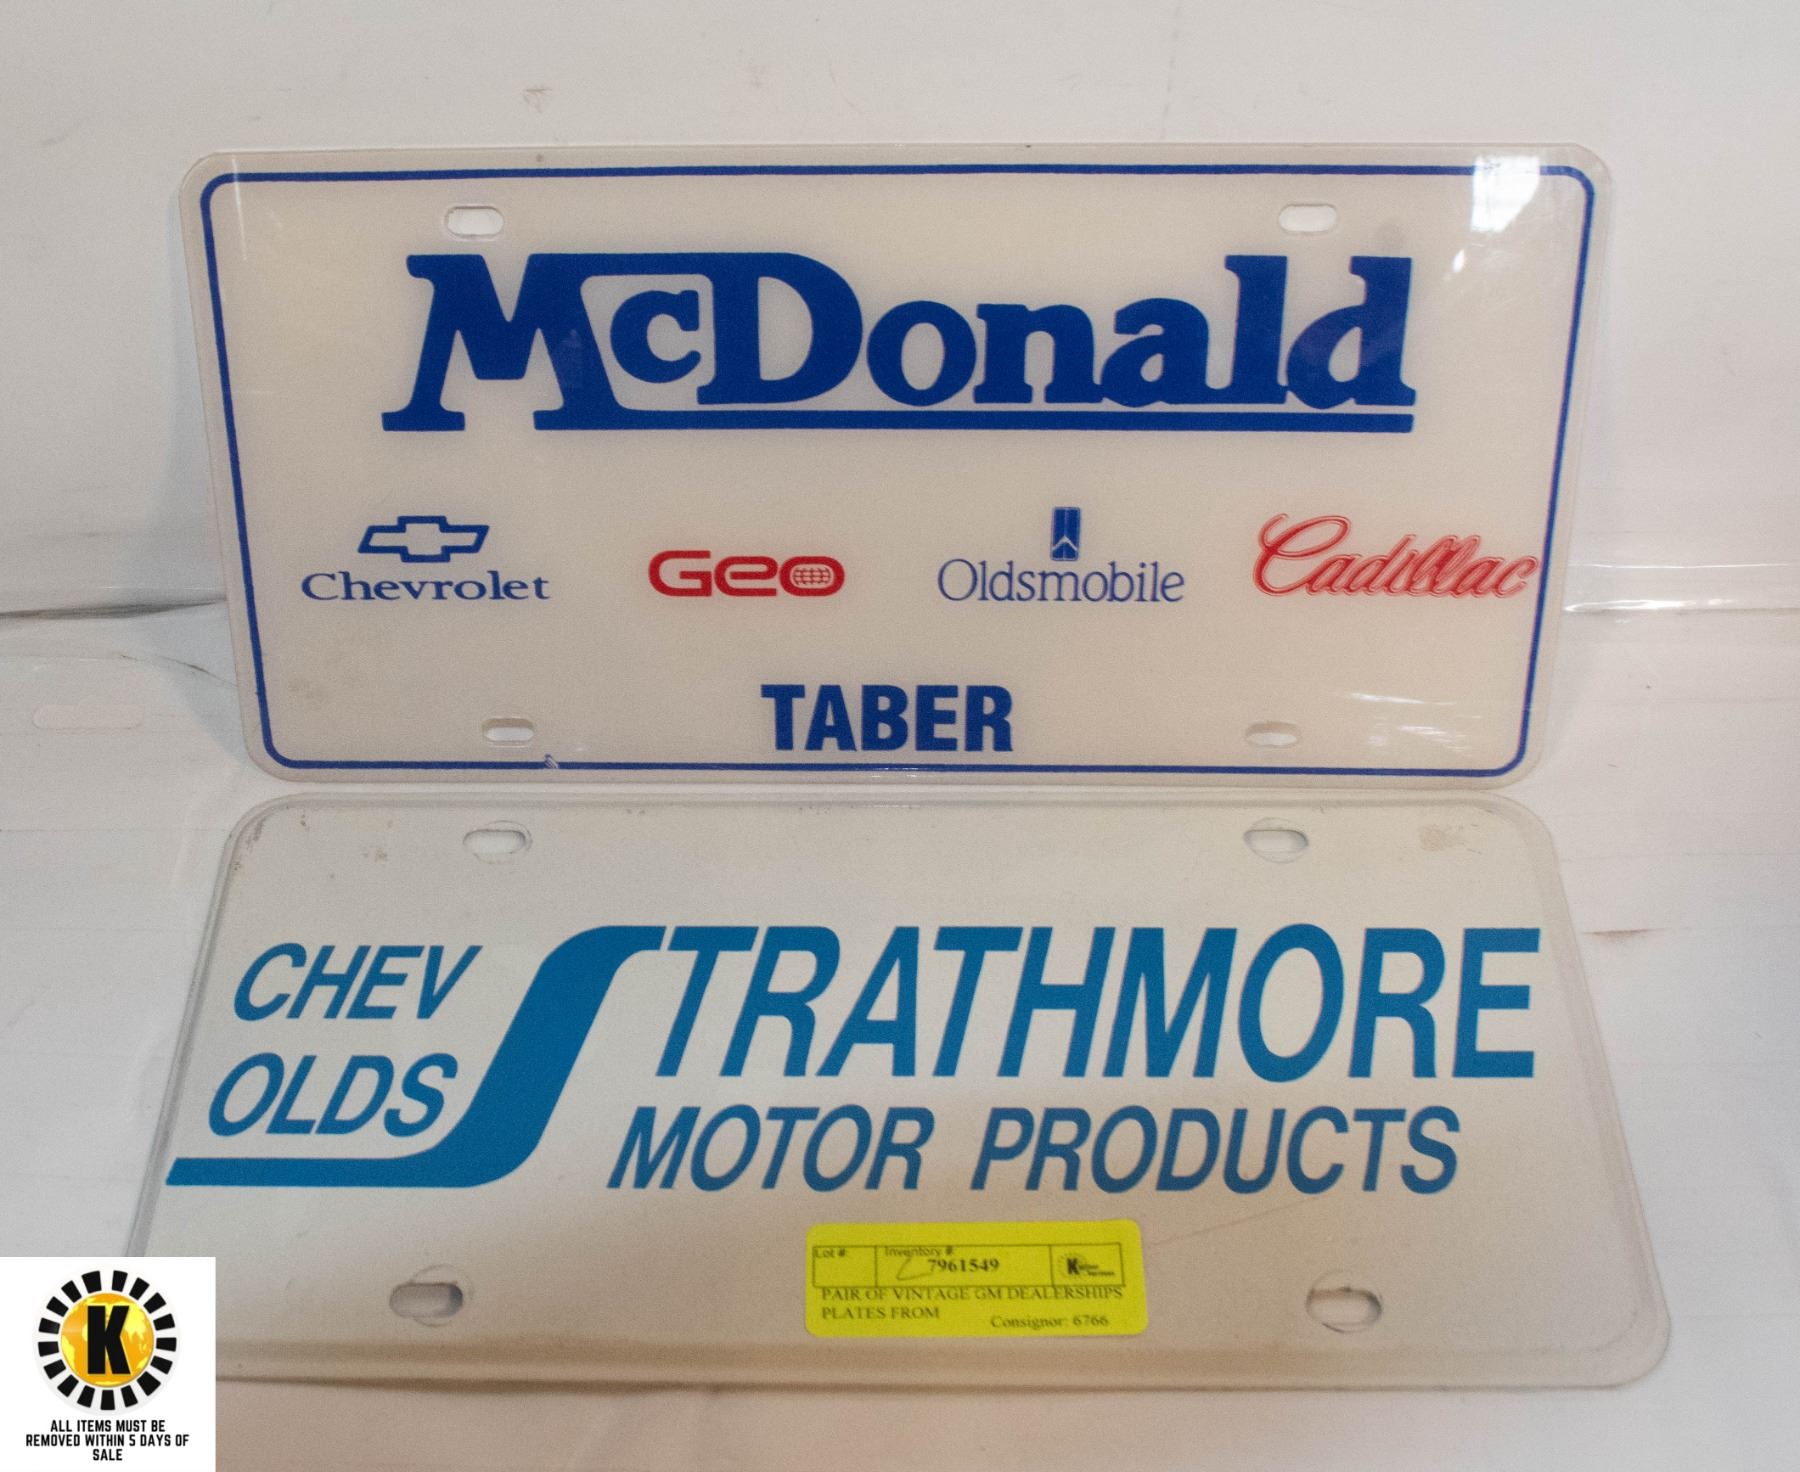 McDonald
Chevrolet Geo Oldsmobile Cadillac
TABER
CHEV STRATHMORE
OLDS MOTOR PRODUCTS
Lot #: Inventory #:
7961549
PAIR OF VINTAGE GM DEALERSHIPS
PLATES FROM
Consignor: 6766
K
ALL ITEMS MUST BE
REMOVED WITHIN 5 DAYS OF
SALE